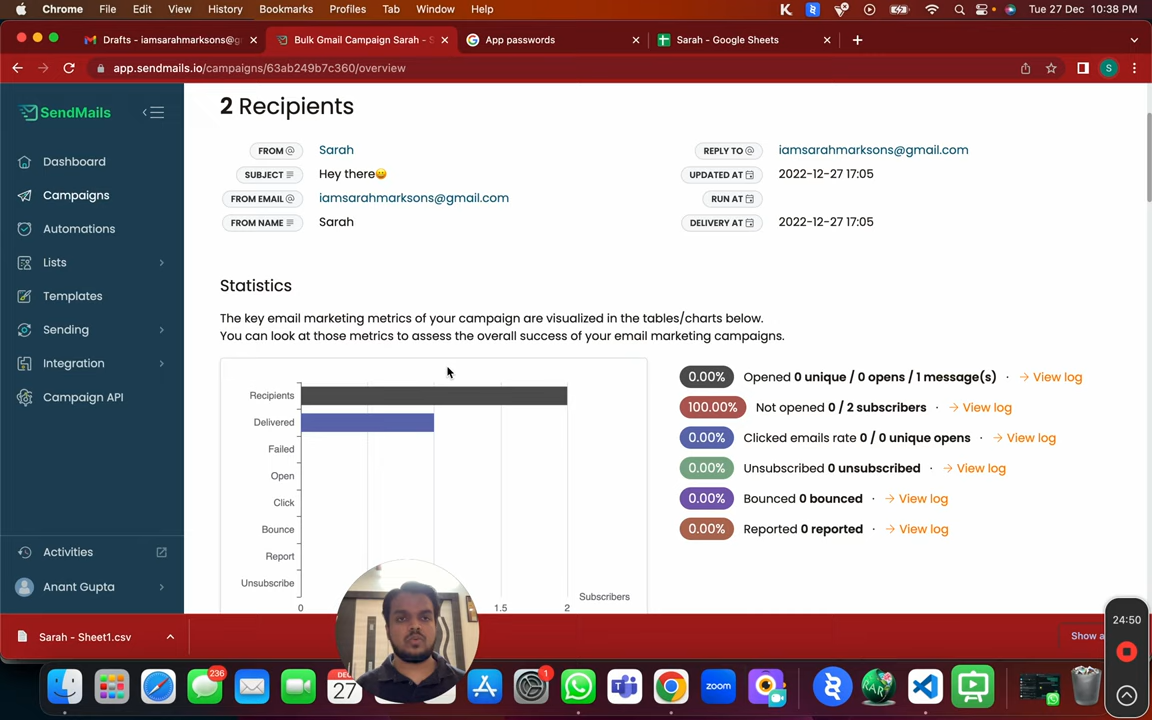 Chrome File Edit View History Bookmarks Profiles Tab Window Help Tue 27 Dec 10:38 PM
Drafts - iamsarahmarksons@g Bulk Gmail Campaign Sarah - S App passwords Sarah - Google Sheets
app.sendmails.io/campaigns/63ab249b7c360/overview S
SendMails
Dashboard
Campaigns
Automations
Lists
Templates
Sending
Integration
Campaign API
Activities
Anant Gupta
2 Recipients
FROM Sarah
SUBJECT Hey there😀
FROM EMAIL iamsarahmarksons@gmail.com
FROM NAME Sarah
REPLY TO iamsarahmarksons@gmail.com
UPDATED AT 2022-12-27 17:05
RUN AT
DELIVERY AT 2022-12-27 17:05
Statistics
The key email marketing metrics of your campaign are visualized in the tables/charts below.
You can look at those metrics to assess the overall success of your email marketing campaigns.
Recipients
Delivered
Failed
Open
Click
Bounce
Report
Unsubscribe
0 1.5 2 Subscribers
0.00% Opened 0 unique / 0 opens / 1 message(s) · → View log
100.00% Not opened 0 / 2 subscribers · → View log
0.00% Clicked emails rate 0 / 0 unique opens · → View log
0.00% Unsubscribed 0 unsubscribed · → View log
0.00% Bounced 0 bounced · → View log
0.00% Reported 0 reported · → View log
Sarah - Sheet1.csv
Show a
24:50
236
DEC
27
1
zoom